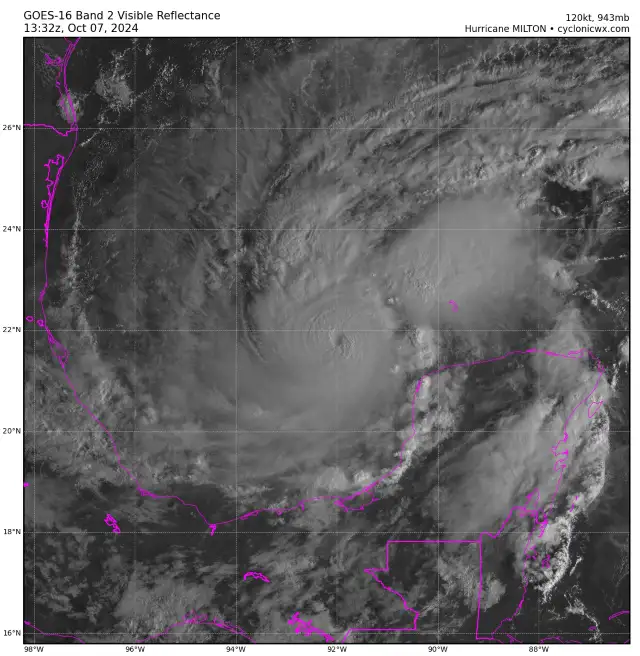 GOES-16 Band 2 Visible Reflectance
13:32z, Oct 07, 2024
120kt, 943mb
Hurricane MILTON • cyclonicwx.com
26°N
24°N
22°N
20°N
18°N
16°N
98°W 96°W 94°W 92°W 90°W 88°W